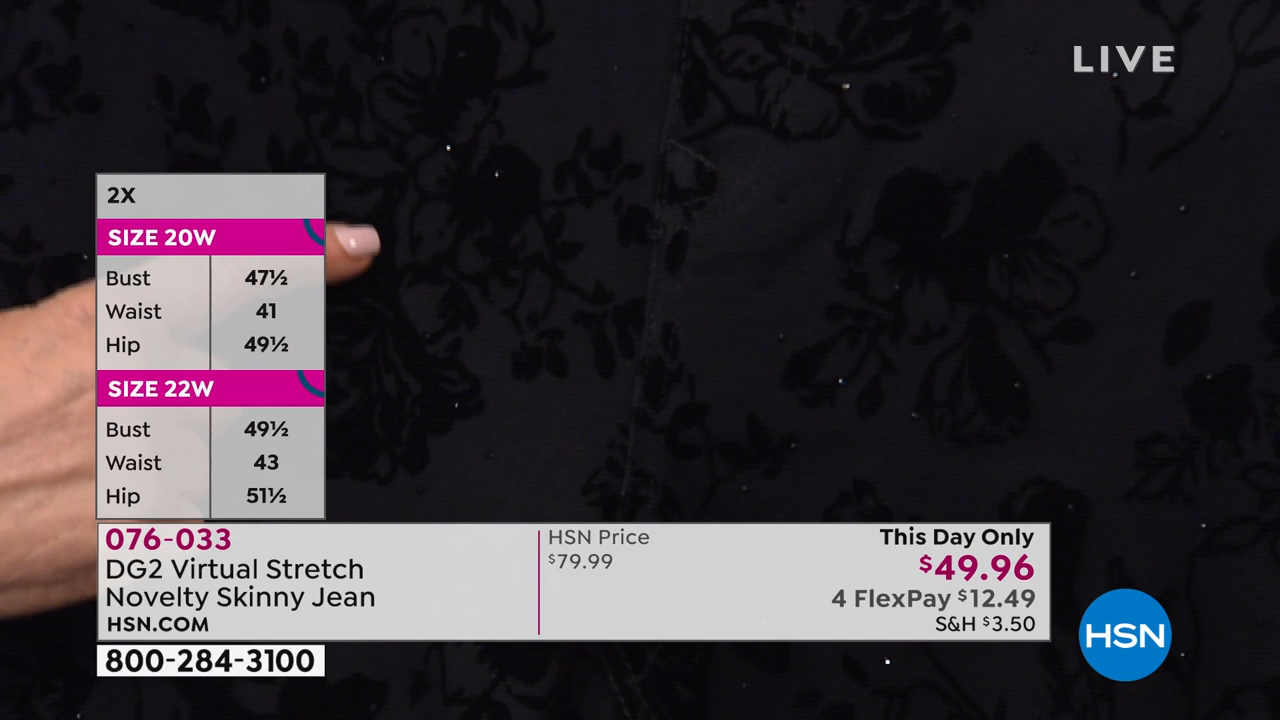 LIVE
2X
SIZE 20W
Bust 47½
Waist 41
Hip 49½
SIZE 22W
Bust 49½
Waist 43
Hip 51½
076-033
DG2 Virtual Stretch
Novelty Skinny Jean
HSN.COM
HSN Price
$79.99
This Day Only
$49.96
4 FlexPay $12.49
S&H $3.50
800-284-3100
HSN